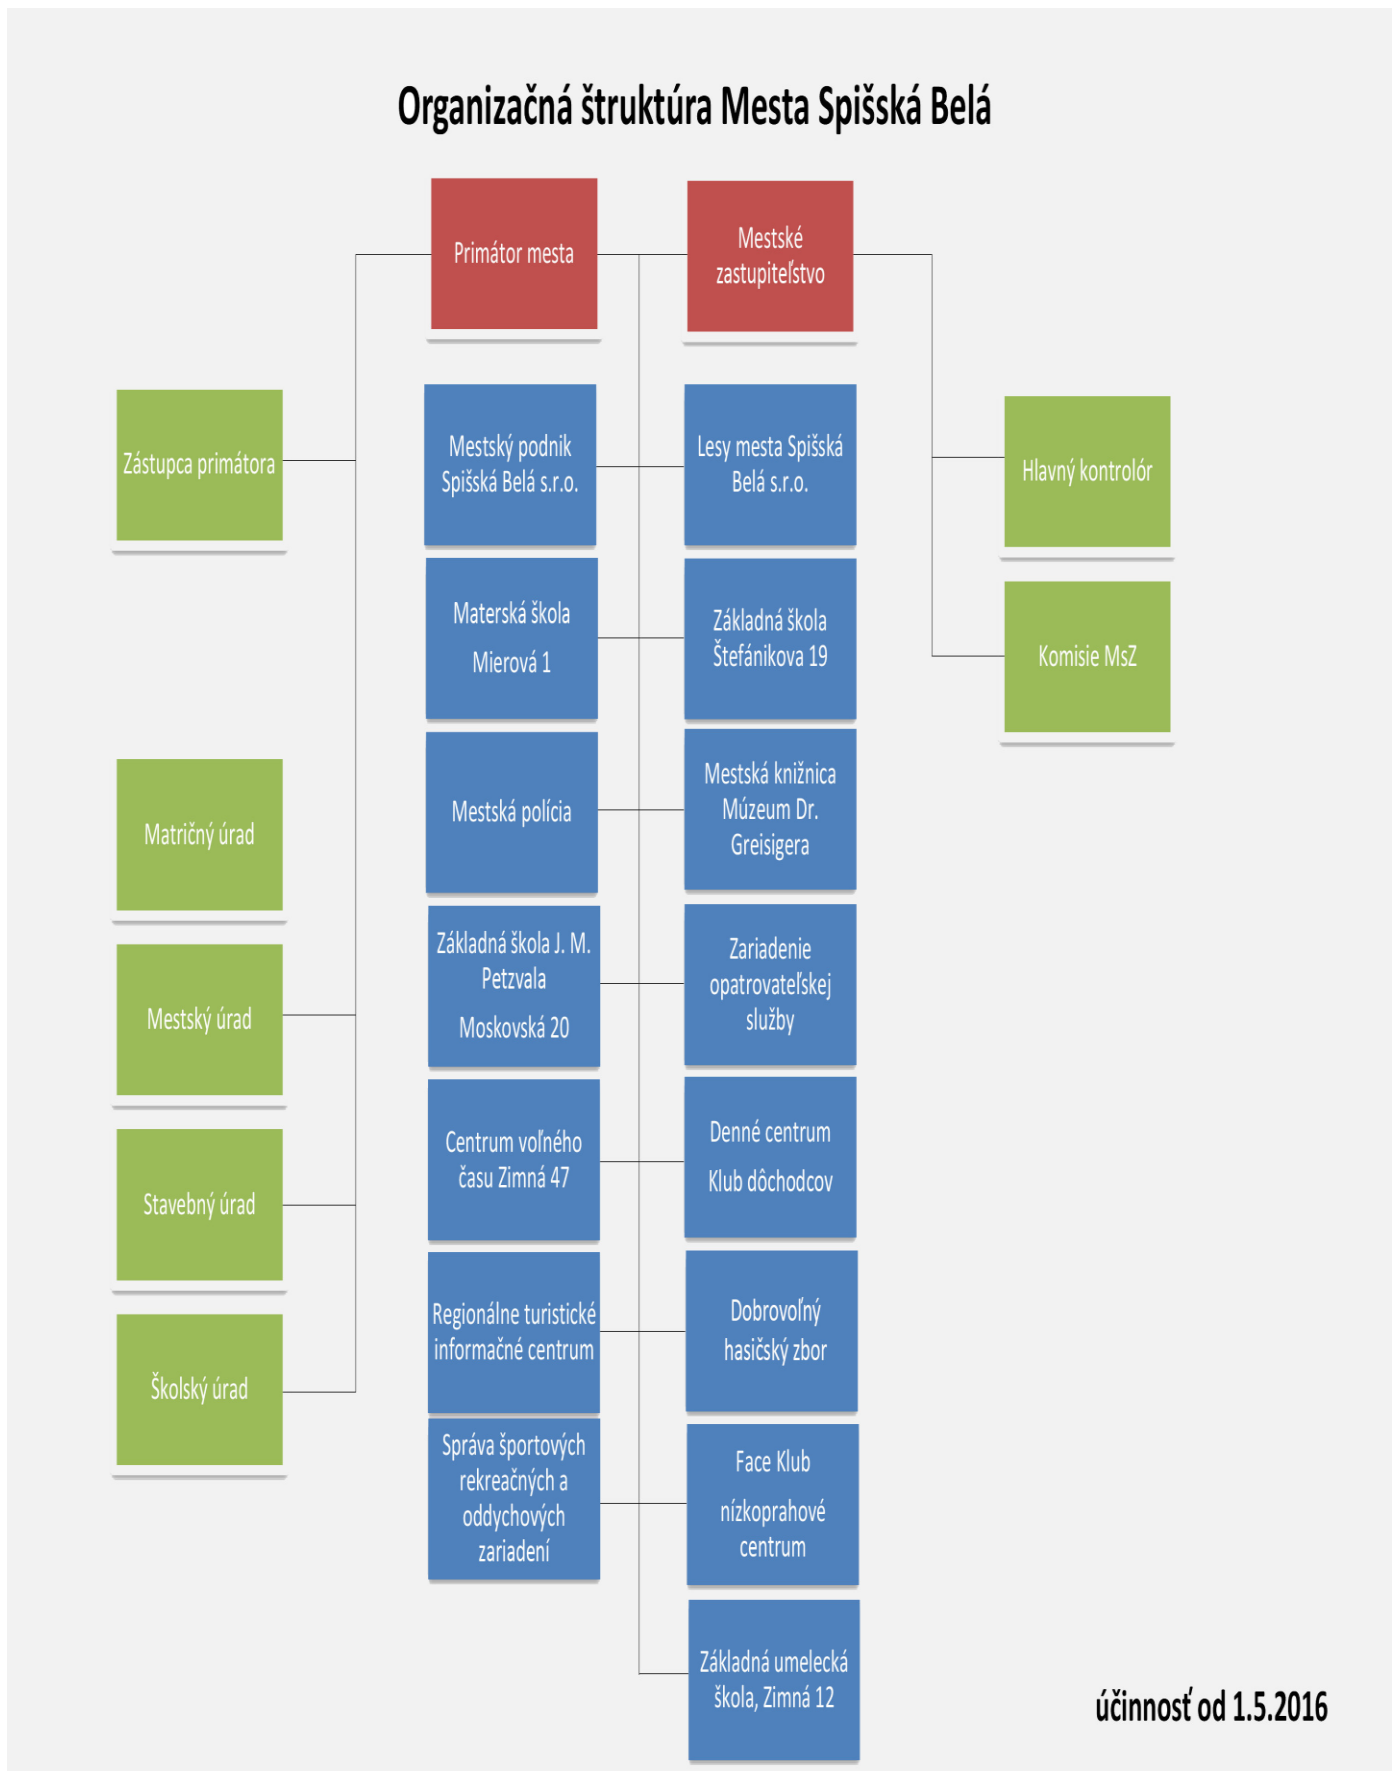 Organizačná štruktúra Mesta Spišská Belá
Primátor mesta
Mestské
zastupiteľstvo
Zástupca primátora
Mestský podnik
Spišská Belá s.r.o.
Lesy mesta Spišská
Belá s.r.o.
Hlavný kontrolór
Materská škola
Mierová 1
Základná škola
Štefánikova 19
Komisie MsZ
Matričný úrad
Mestská polícia
Mestská knižnica
Múzeum Dr.
Greisigera
Mestský úrad
Základná škola J. M.
Petzvala
Moskovská 20
Zariadenie
opatrovateľskej
služby
Stavebný úrad
Centrum voľného
času Zimná 47
Denné centrum
Klub dôchodcov
Školský úrad
Regionálne turistické
informačné centrum
Dobrovoľný
hasičský zbor
Správa športových
rekreačných a
oddychových
zariadení
Face Klub
nízkoprahové
centrum
Základná umelecká
škola, Zimná 12
účinnosť od 1.5.2016